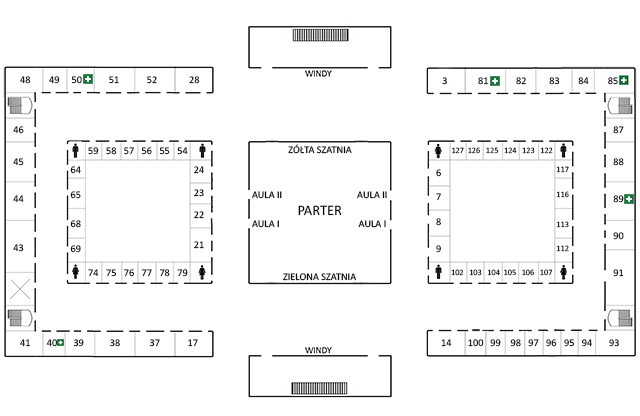 WINDY
48 49 50 51 52 28
3 81 82 83 84 85
46
45
44
43
59 58 57 56 55 54
64
65
68
69
24
23
22
21
74 75 76 77 78 79
ZÓŁTA SZATNIA
AULA II AULA II
PARTER
AULA I AULA I
ZIELONA SZATNIA
127 126 125 124 123 122
6
7
8
9
117
116
113
112
102 103 104 105 106 107
87
88
89
90
91
41 40 39 38 37 17
14 100 99 98 97 96 95 94 93
WINDY